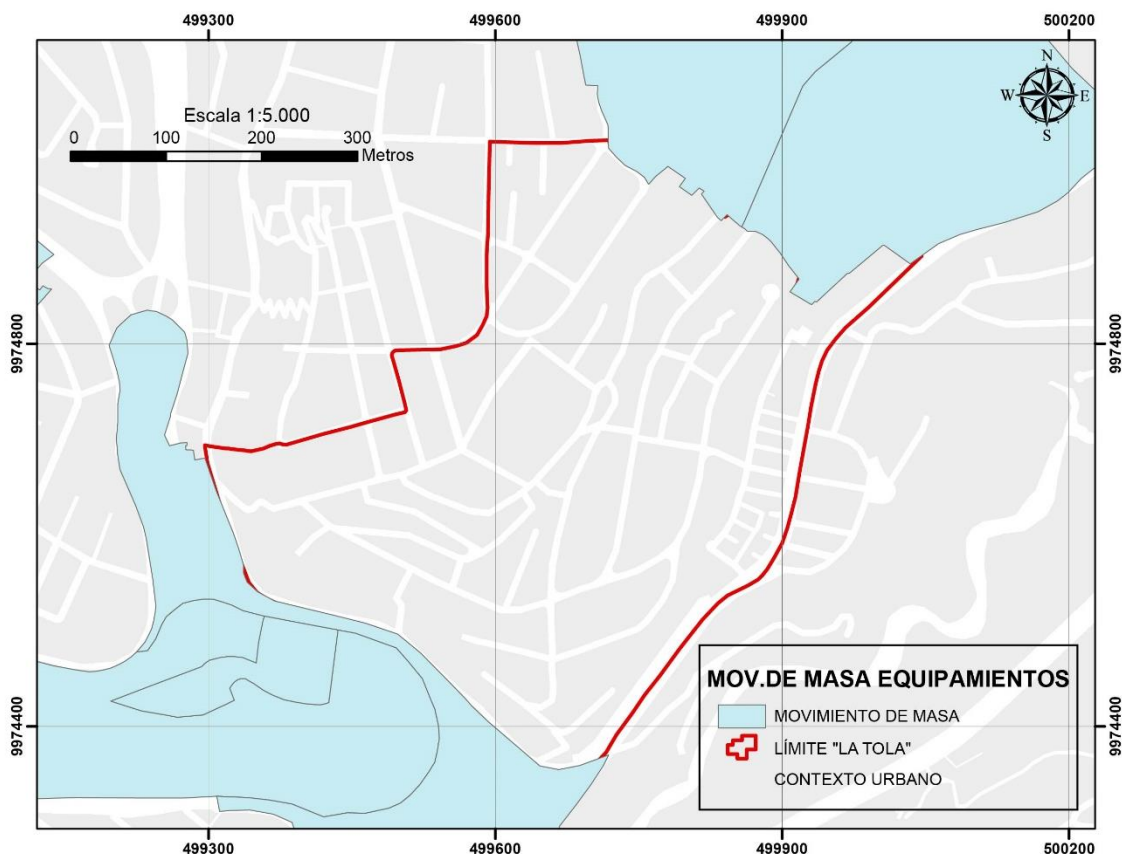 499300 499600 499900 500200
N
W E
S
Escala 1:5.000
0 100 200 300
Metros
9974800 9974800
9974400 9974400
MOV.DE MASA EQUIPAMIENTOS
MOVIMIENTO DE MASA
LÍMITE "LA TOLA"
CONTEXTO URBANO
499300 499600 499900 500200